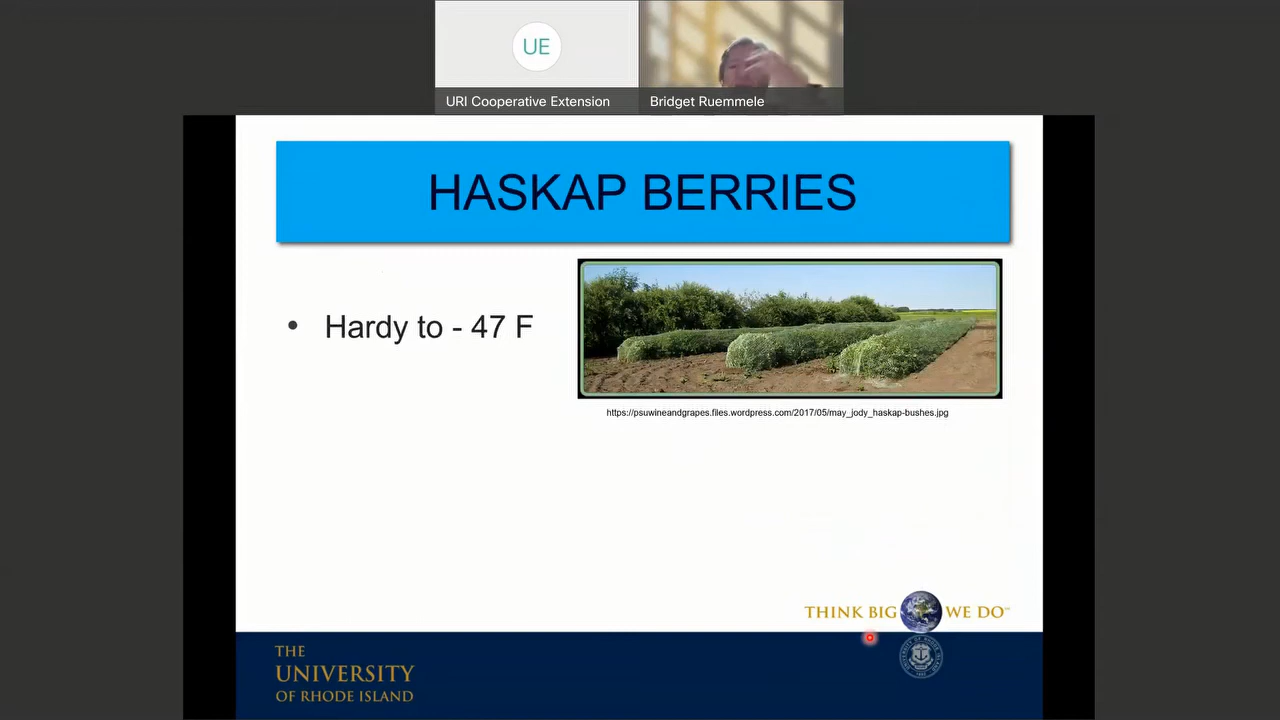 UE
URI Cooperative Extension
Bridget Ruemmele
HASKAP BERRIES
• Hardy to - 47 F
https://psuwineandgrapes.files.wordpress.com/2017/05/may_jody_haskap-bushes.jpg
THINK BIG WE DO™
THE
UNIVERSITY
OF RHODE ISLAND